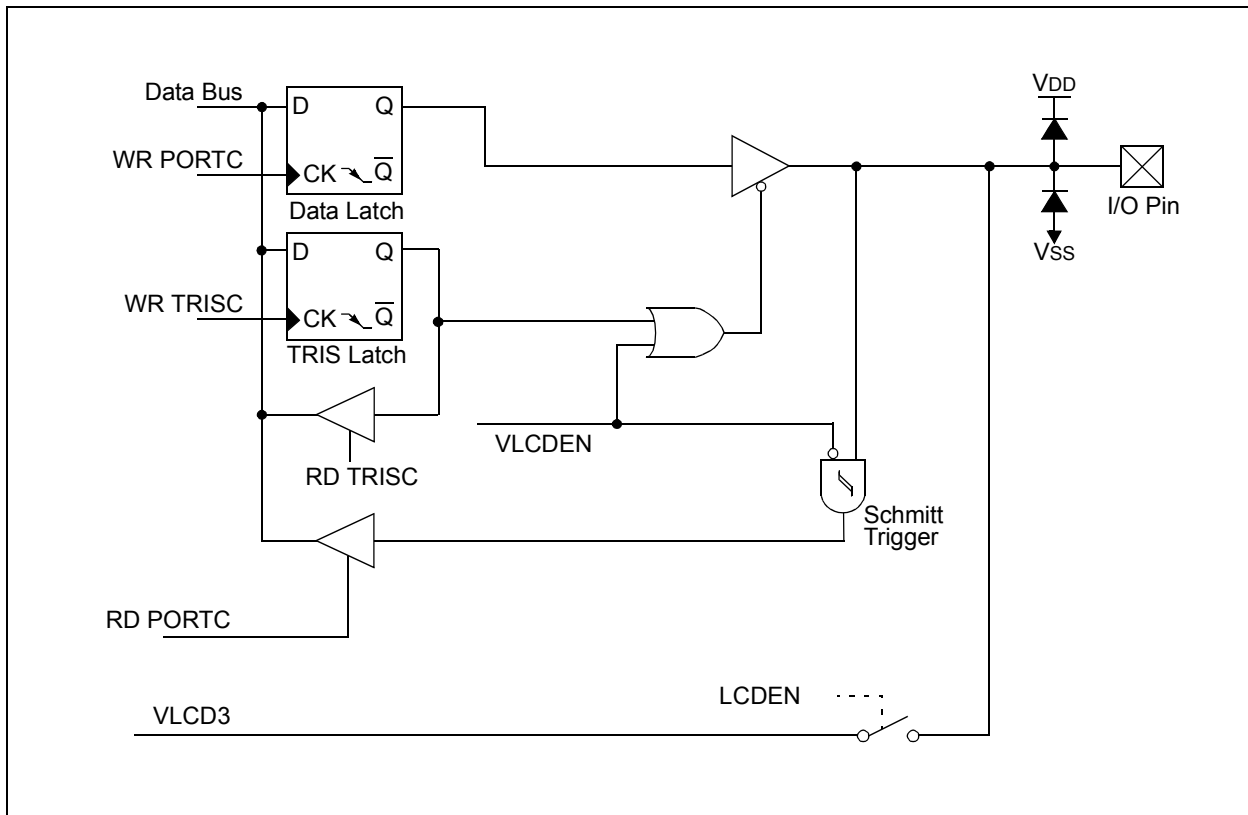 Data Bus
D Q
WR PORTC
CK Q
Data Latch
D Q
WR TRISC
CK Q
TRIS Latch
RD TRISC
VLCDEN
Schmitt
Trigger
RD PORTC
LCDEN
VLCD3
VDD
I/O Pin
VSS